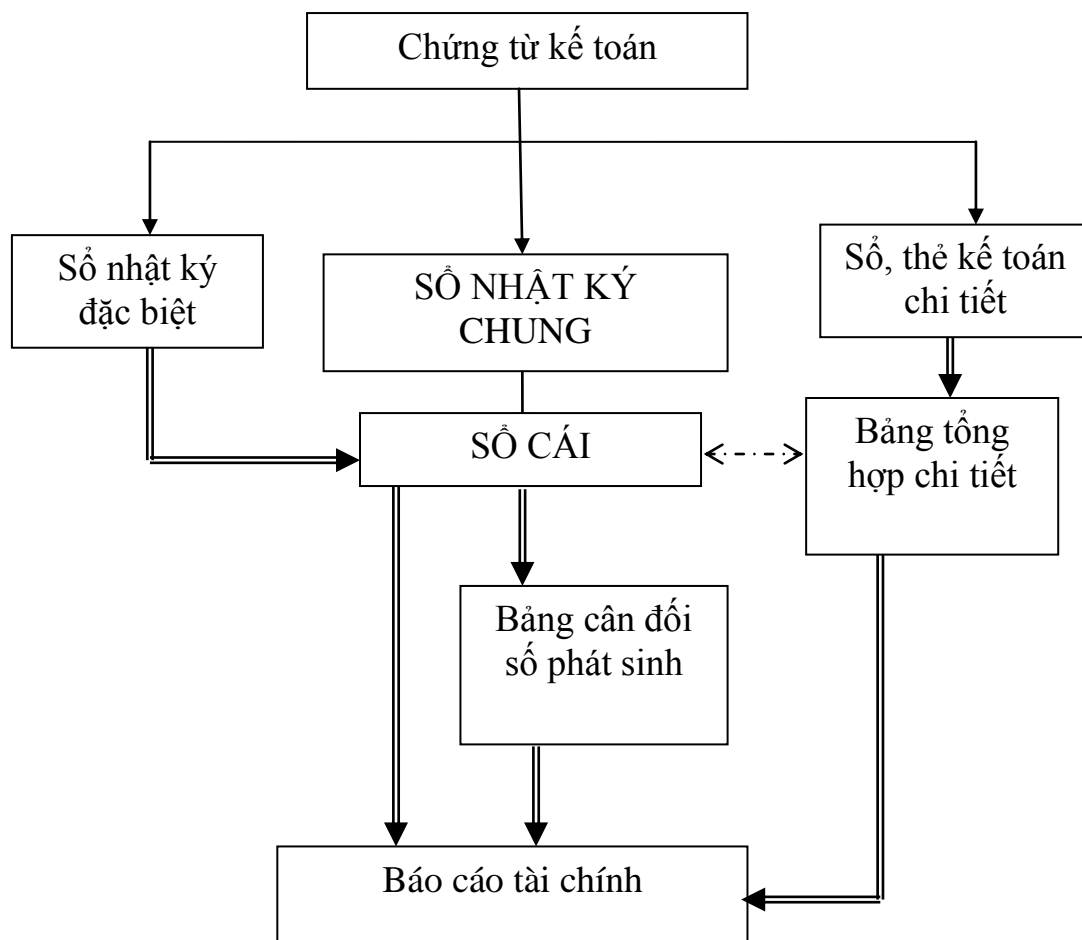 Chứng từ kế toán
Sổ nhật ký
đặc biệt
SỔ NHẬT KÝ
CHUNG
Sổ, thẻ kế toán
chi tiết
SỔ CÁI
Bảng tổng
hợp chi tiết
Bảng cân đối
số phát sinh
Báo cáo tài chính